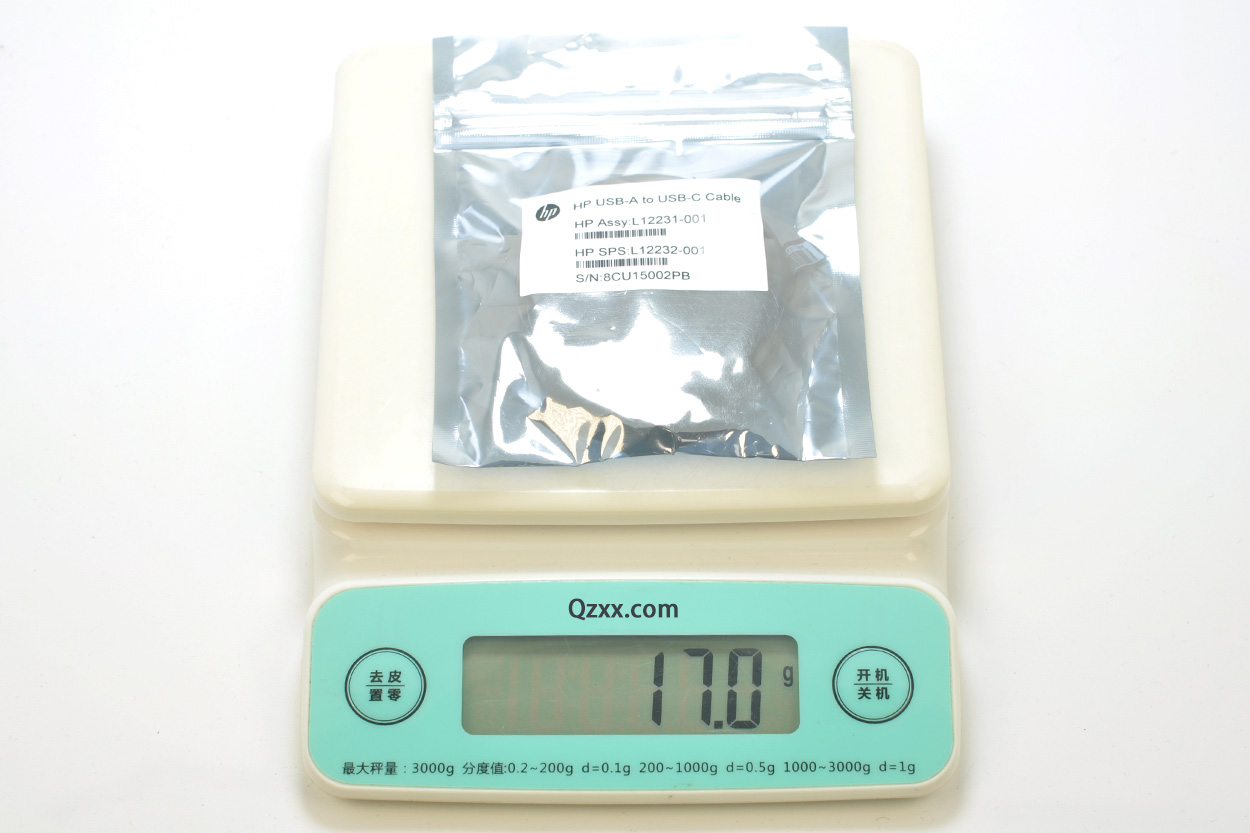 hp
HP USB-A to USB-C Cable
HP Assy:L12231-001
HP SPS:L12232-001
S/N:8CU15002PB
Qzxx.com
17.0 g
去皮
置零
开机
关机
最大秤量：3000g 分度值:0.2~200g d=0.1g 200~1000g d=0.5g 1000~3000g d=1g